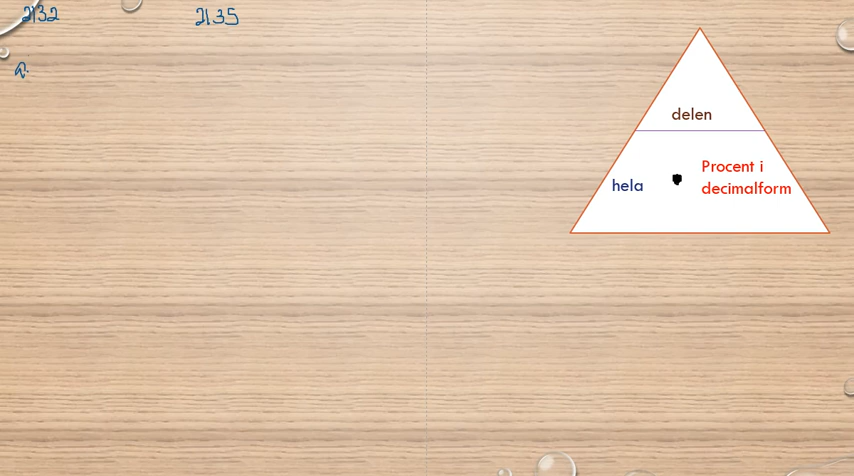 2132
2135
a.
delen
hela
Procent i
decimalform